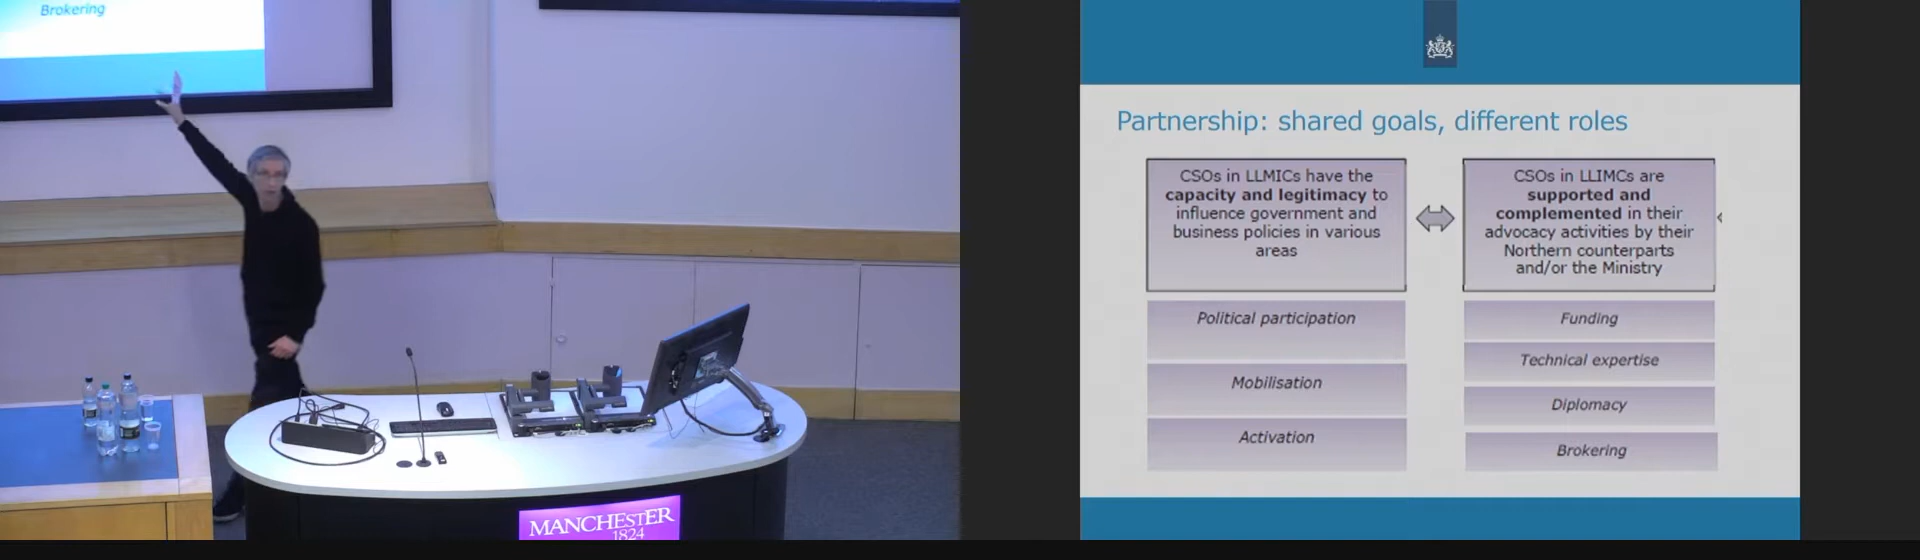 Brokering
MANCHESTER
1824
Partnership: shared goals, different roles
CSOs in LLMICs have the
capacity and legitimacy to
influence government and
business policies in various
areas
Political participation
Mobilisation
Activation
CSOs in LLIMCs are
supported and
complemented in their
advocacy activities by their
Northern counterparts
and/or the Ministry
Funding
Technical expertise
Diplomacy
Brokering